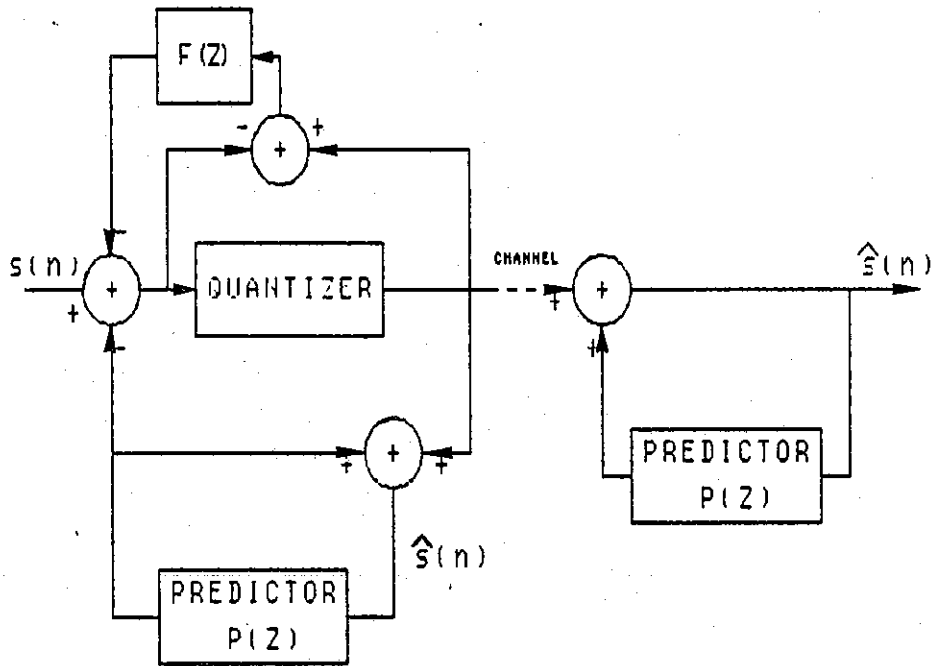 F(Z)
- +
+
-
s(n)
+
+
-
QUANTIZER
CHANNEL
+
+
+
ŝ(n)
+
+
+
PREDICTOR
P(Z)
ŝ(n)
PREDICTOR
P(Z)